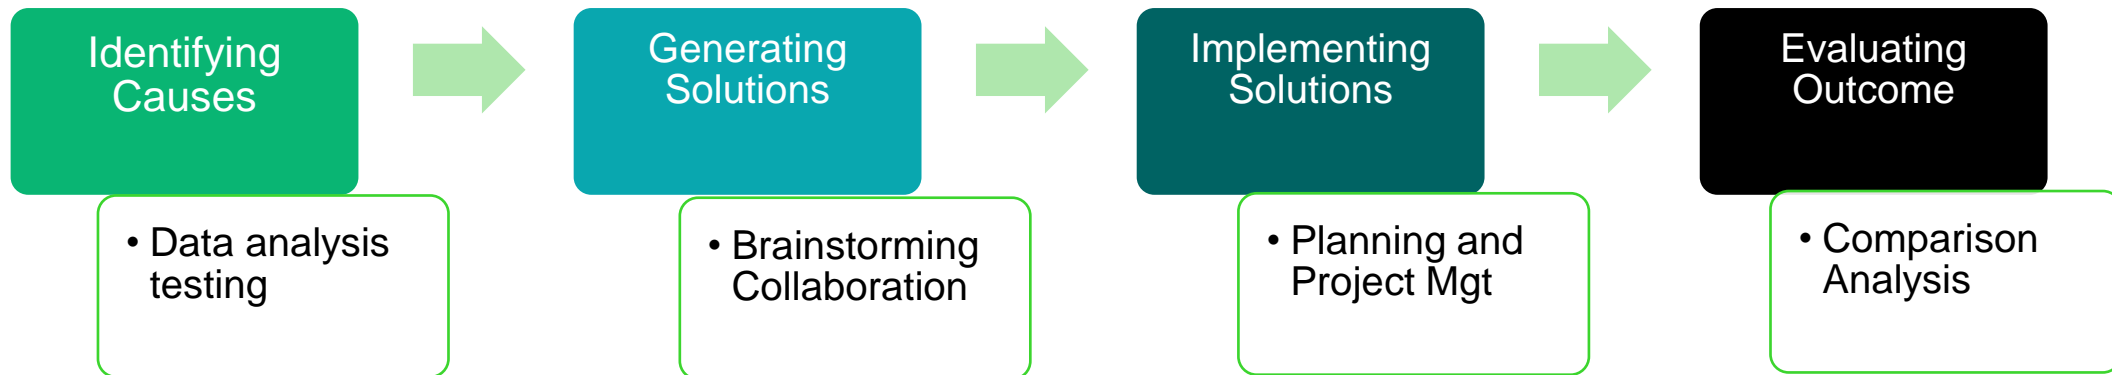 Identifying
Causes
• Data analysis
testing
Generating
Solutions
• Brainstorming
Collaboration
Implementing
Solutions
• Planning and
Project Mgt
Evaluating
Outcome
• Comparison
Analysis